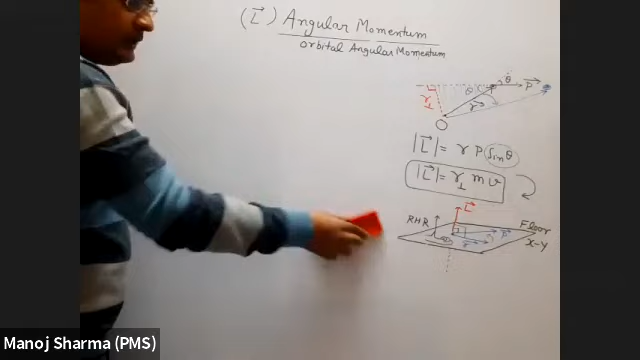 (L⃗) Angular Momentum
orbital Angular Momentum
θ
θ
P⃗
r⊥
r⃗
O
|L⃗| = r P Sinθ
|L⃗| = r⊥ m v
L⃗
RHR
Floor
X-Y
Manoj Sharma (PMS)